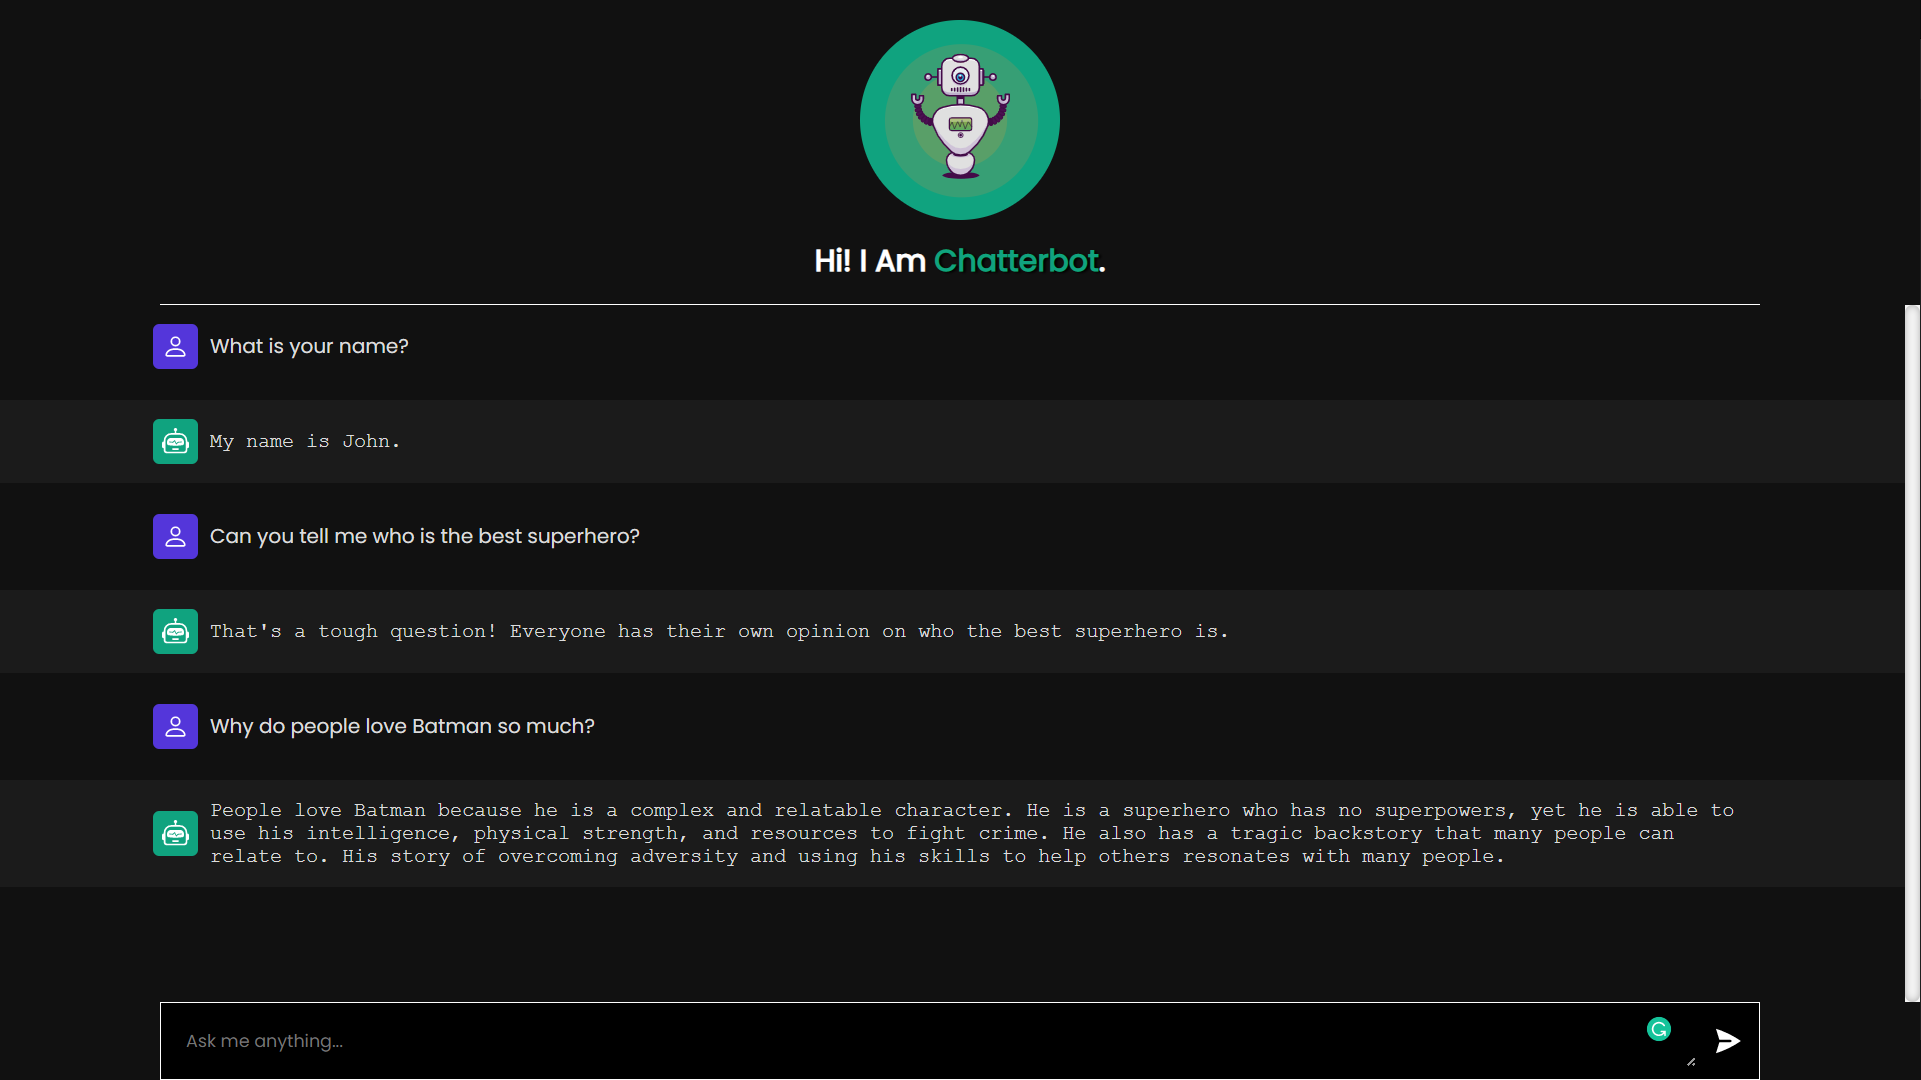 Hi! I Am Chatterbot.
What is your name?
My name is John.
Can you tell me who is the best superhero?
That's a tough question! Everyone has their own opinion on who the best superhero is.
Why do people love Batman so much?
People love Batman because he is a complex and relatable character. He is a superhero who has no superpowers, yet he is able to
use his intelligence, physical strength, and resources to fight crime. He also has a tragic backstory that many people can
relate to. His story of overcoming adversity and using his skills to help others resonates with many people.
Ask me anything...